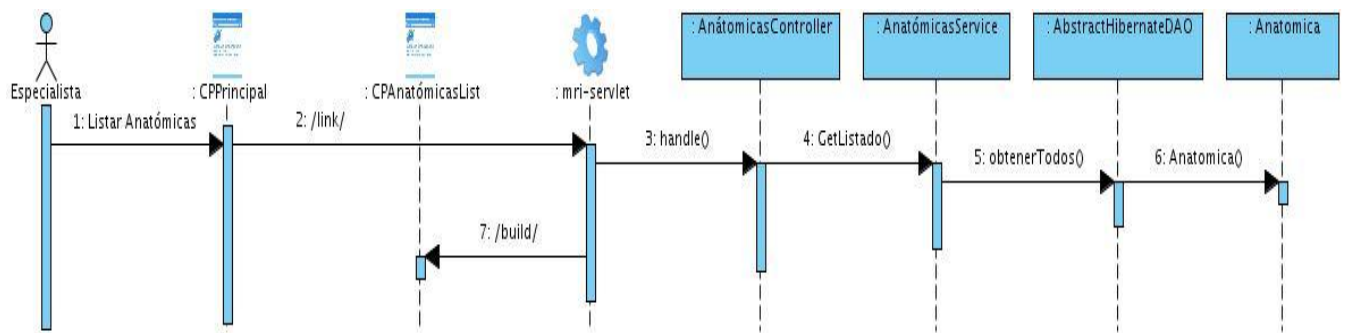 : AnátomicasController
: AnatómicasService
: AbstractHibernateDAO
: Anatomica
Especialista
: CPPrincipal
: CPAnatómicasList
: mri-servlet
1: Listar Anatómicas
2: /link/
3: handle()
4: GetListado()
5: obtenerTodos()
6: Anatomica()
7: /build/